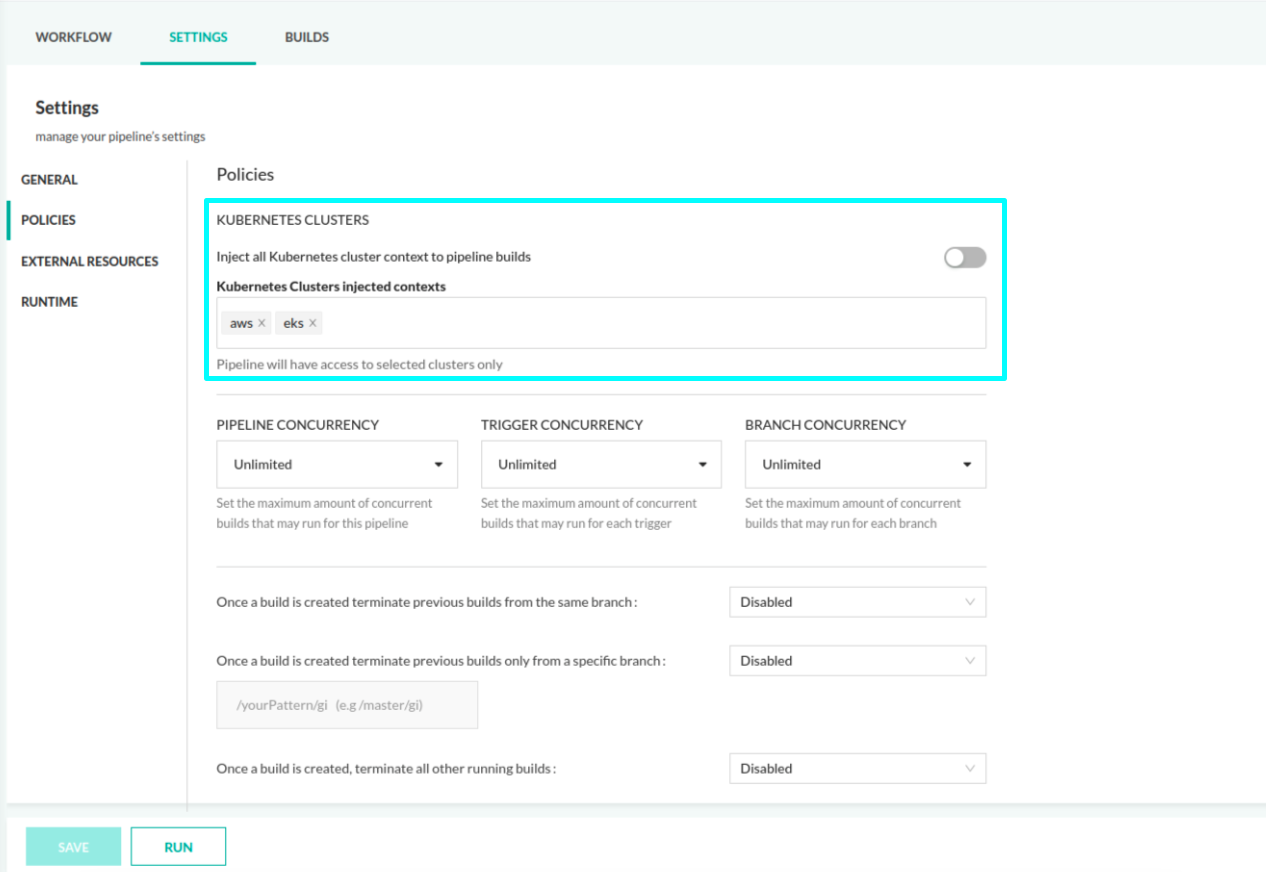 WORKFLOW SETTINGS BUILDS
Settings
manage your pipeline's settings
GENERAL
POLICIES
EXTERNAL RESOURCES
RUNTIME
Policies
KUBERNETES CLUSTERS
Inject all Kubernetes cluster context to pipeline builds
Kubernetes Clusters injected contexts
aws × eks ×
Pipeline will have access to selected clusters only
PIPELINE CONCURRENCY
Unlimited
Set the maximum amount of concurrent
builds that may run for this pipeline
TRIGGER CONCURRENCY
Unlimited
Set the maximum amount of concurrent
builds that may run for each trigger
BRANCH CONCURRENCY
Unlimited
Set the maximum amount of concurrent
builds that may run for each branch
Once a build is created terminate previous builds from the same branch : Disabled
Once a build is created terminate previous builds only from a specific branch : Disabled
/yourPattern/gi (e.g /master/gi)
Once a build is created, terminate all other running builds : Disabled
SAVE RUN